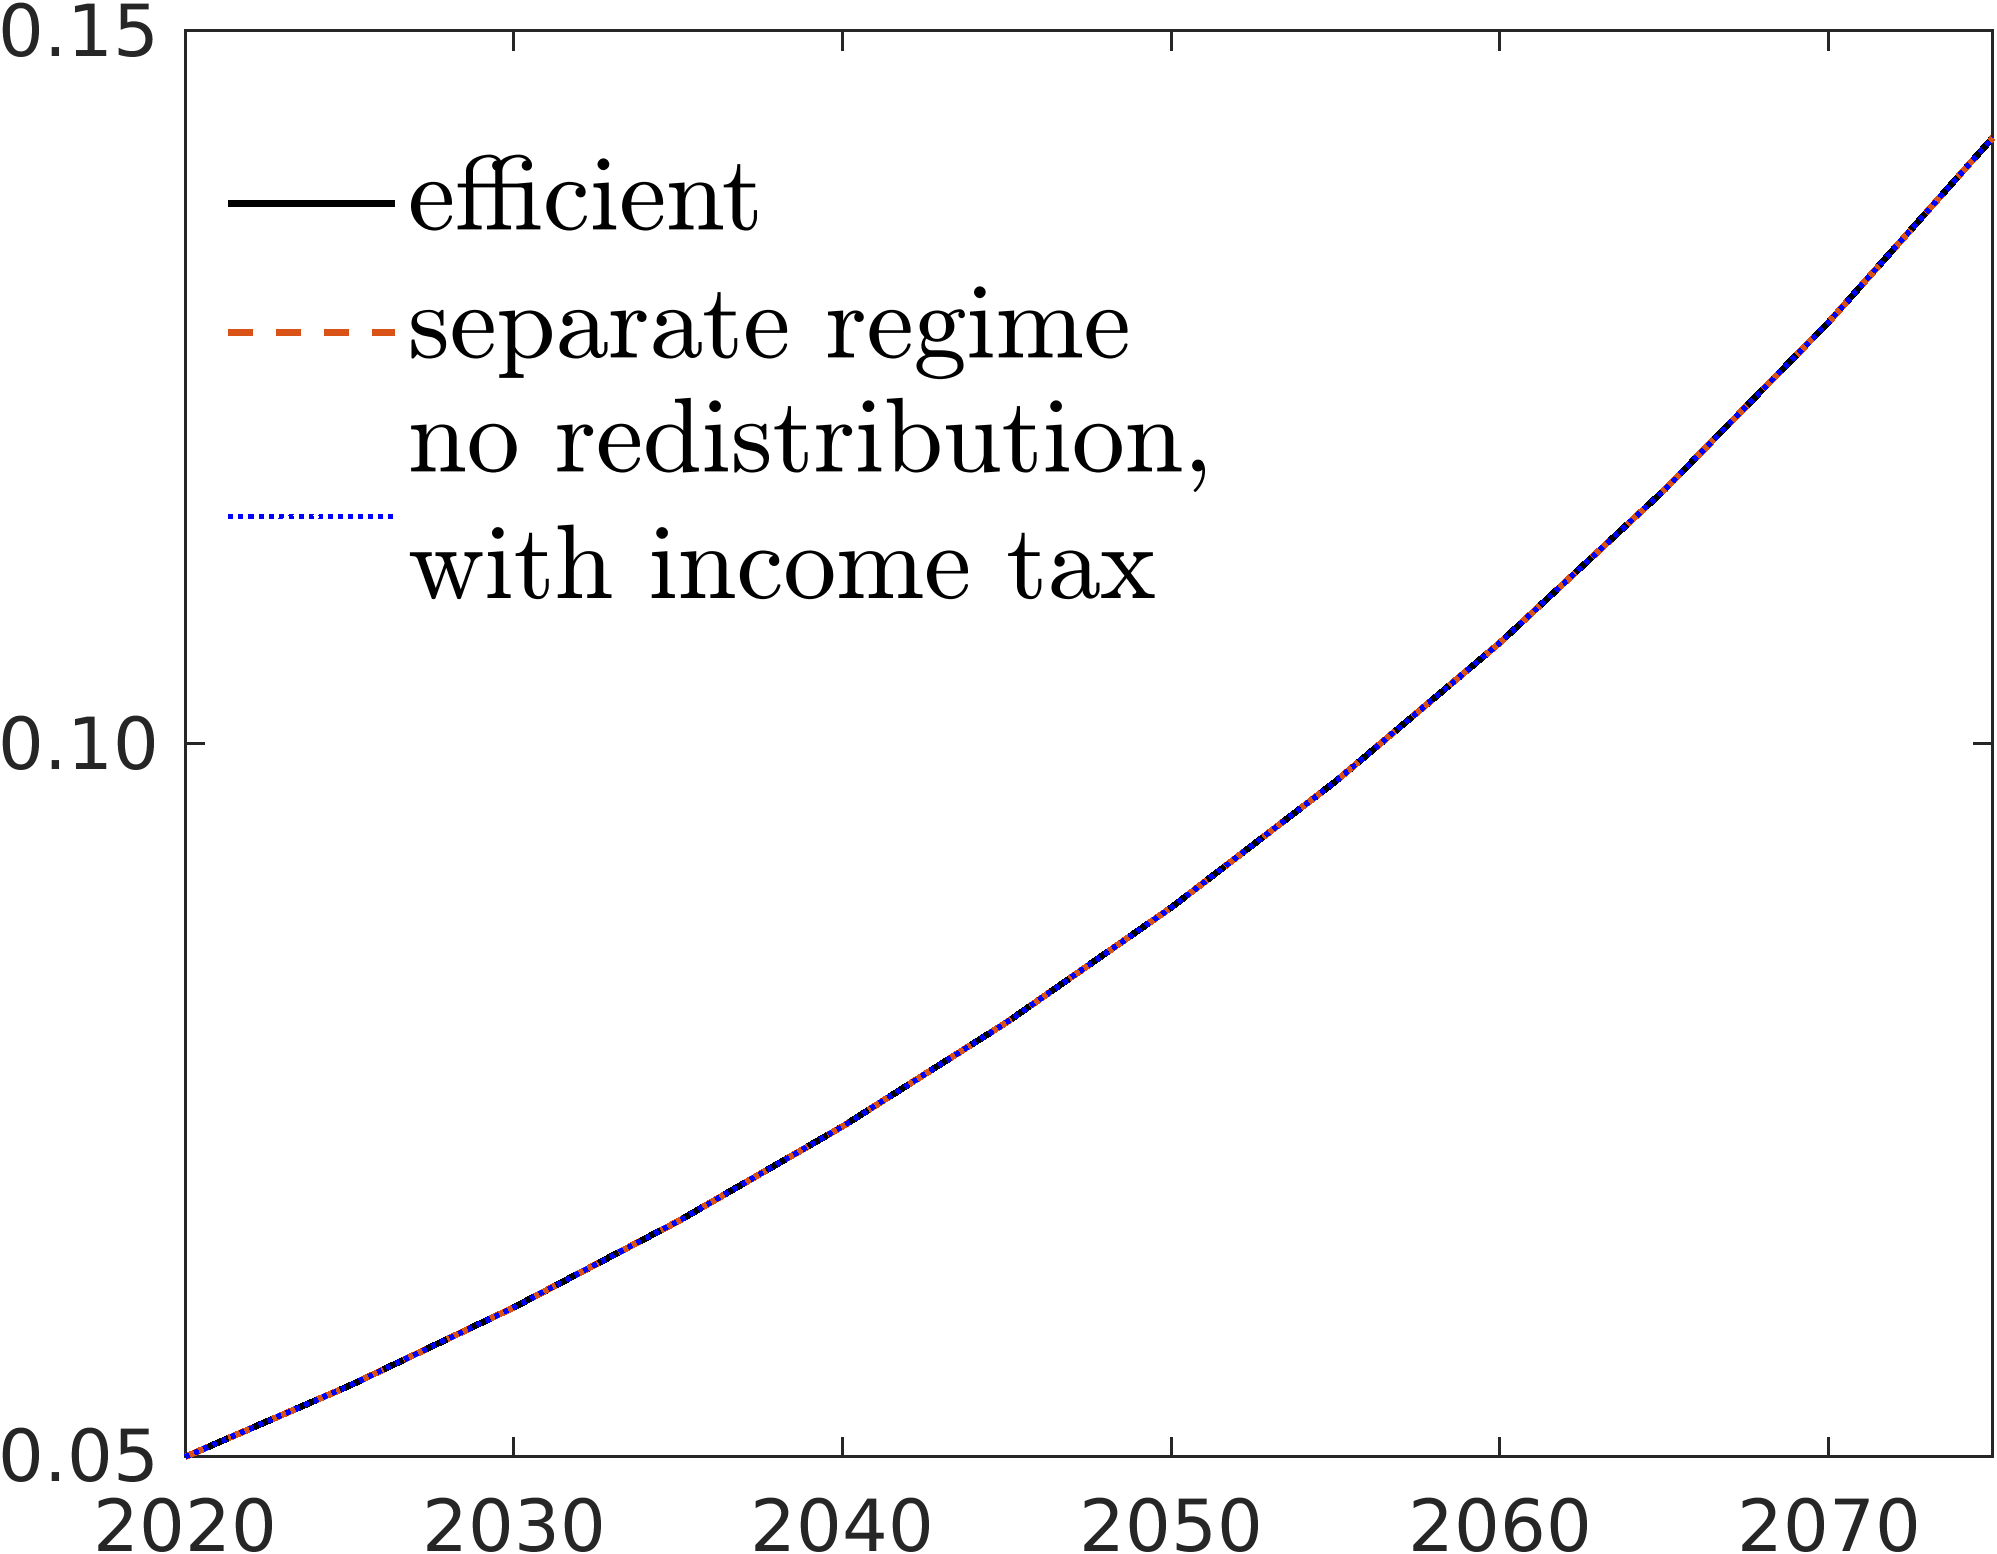 0.15
efficient
separate regime
no redistribution,
with income tax
0.10
0.05
2020 2030 2040 2050 2060 2070